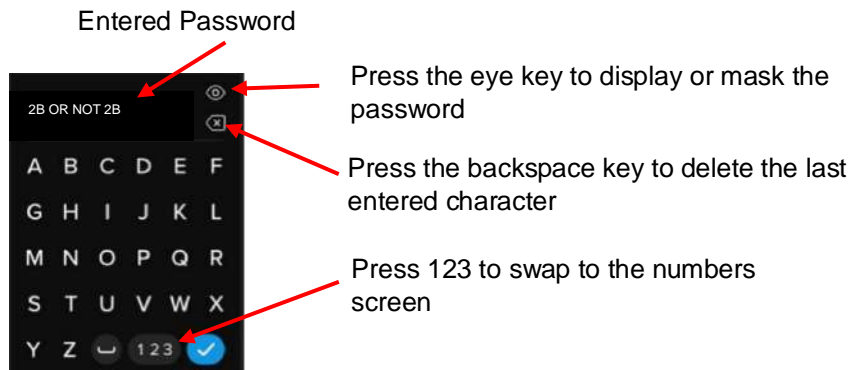 Entered Password
Press the eye key to display or mask the
password
2B OR NOT 2B
Press the backspace key to delete the last
entered character
A B C D E F
G H I J K L
M N O P Q R
Press 123 to swap to the numbers
screen
S T U V W X
Y Z 123